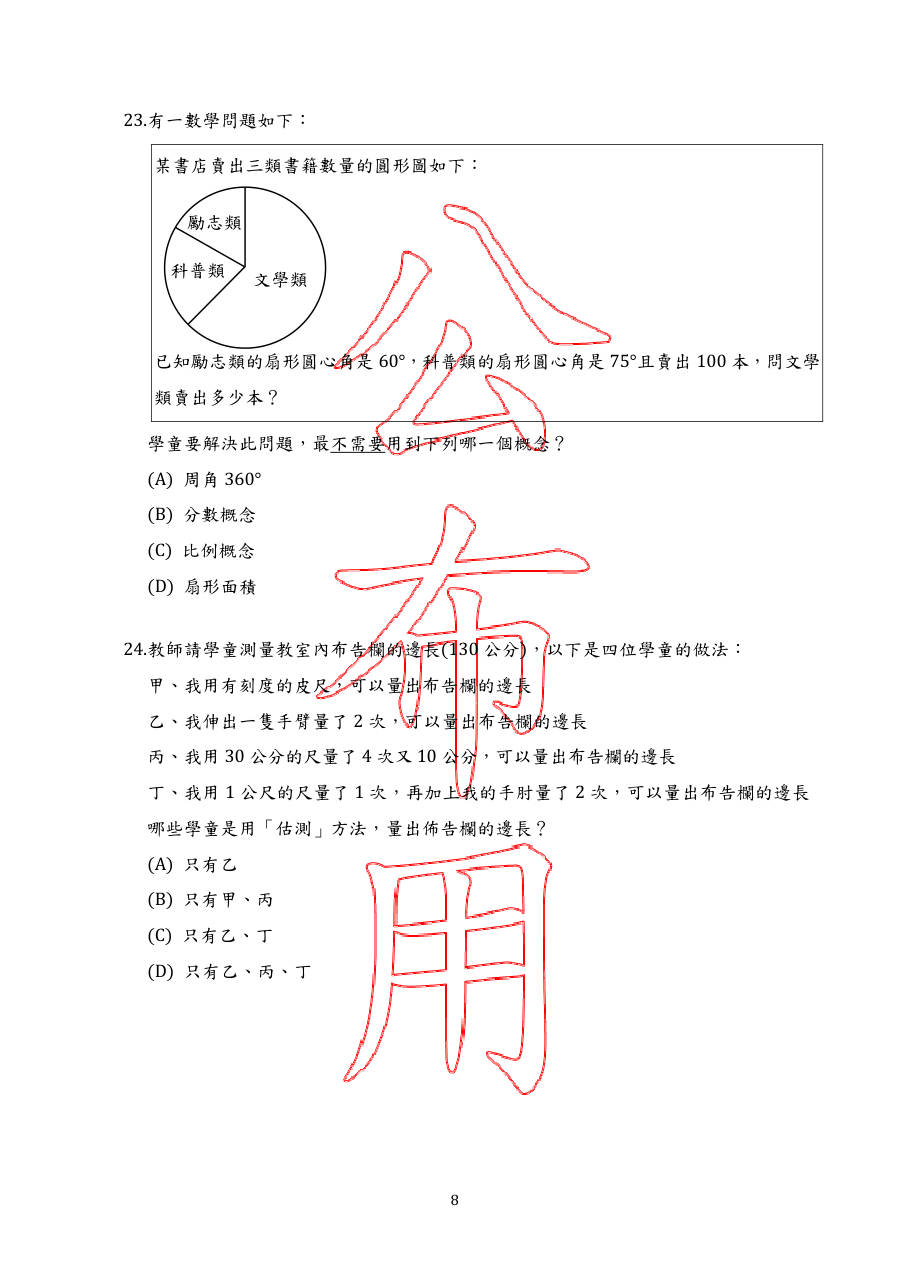 23.有一數學問題如下：
某書店賣出三類書籍數量的圓形圖如下：
勵志類
科普類
文學類
已知勵志類的扇形圓心角是 60°，科普類的扇形圓心角是 75°且賣出 100 本，問文學
類賣出多少本？
學童要解決此問題，最不需要用到下列哪一個概念？
(A) 周角 360°
(B) 分數概念
(C) 比例概念
(D) 扇形面積
24.教師請學童測量教室內布告欄的邊長(130 公分)，以下是四位學童的做法：
甲、我用有刻度的皮尺，可以量出布告欄的邊長
乙、我伸出一隻手臂量了 2 次，可以量出布告欄的邊長
丙、我用 30 公分的尺量了 4 次又 10 公分，可以量出布告欄的邊長
丁、我用 1 公尺的尺量了 1 次，再加上我的手肘量了 2 次，可以量出布告欄的邊長
哪些學童是用「估測」方法，量出佈告欄的邊長？
(A) 只有乙
(B) 只有甲、丙
(C) 只有乙、丁
(D) 只有乙、丙、丁
公布用
8